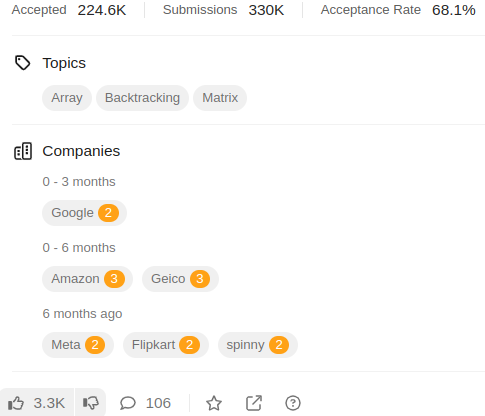 Accepted 224.6K Submissions 330K Acceptance Rate 68.1%
Topics
Array Backtracking Matrix
Companies
0 - 3 months
Google 2
0 - 6 months
Amazon 3 Geico 3
6 months ago
Meta 2 Flipkart 2 spinny 2
3.3K 106